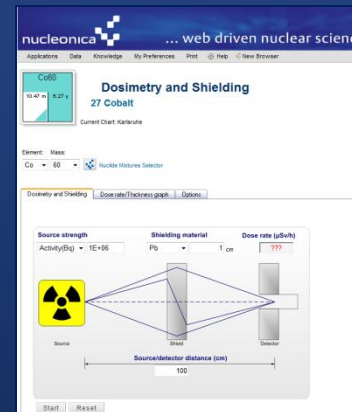 nucleonica
... web driven nuclear scienc
Applications Data Knowledge My Preferences Print Help New Browser
Co60
10.47 m 5.27 y
Dosimetry and Shielding
27 Cobalt
Current Chart: Karlsruhe
Element: Mass:
Co 60 Nuclide Mixtures Selector
Dosimetry and Shielding Dose rate/Thickness graph Options
Source strength Shielding material Dose rate (µSv/h)
Activity(Bq) 1E+06 Pb 1 cm ???
Source Shield Detector
Source/detector distance (cm)
100
Start Reset